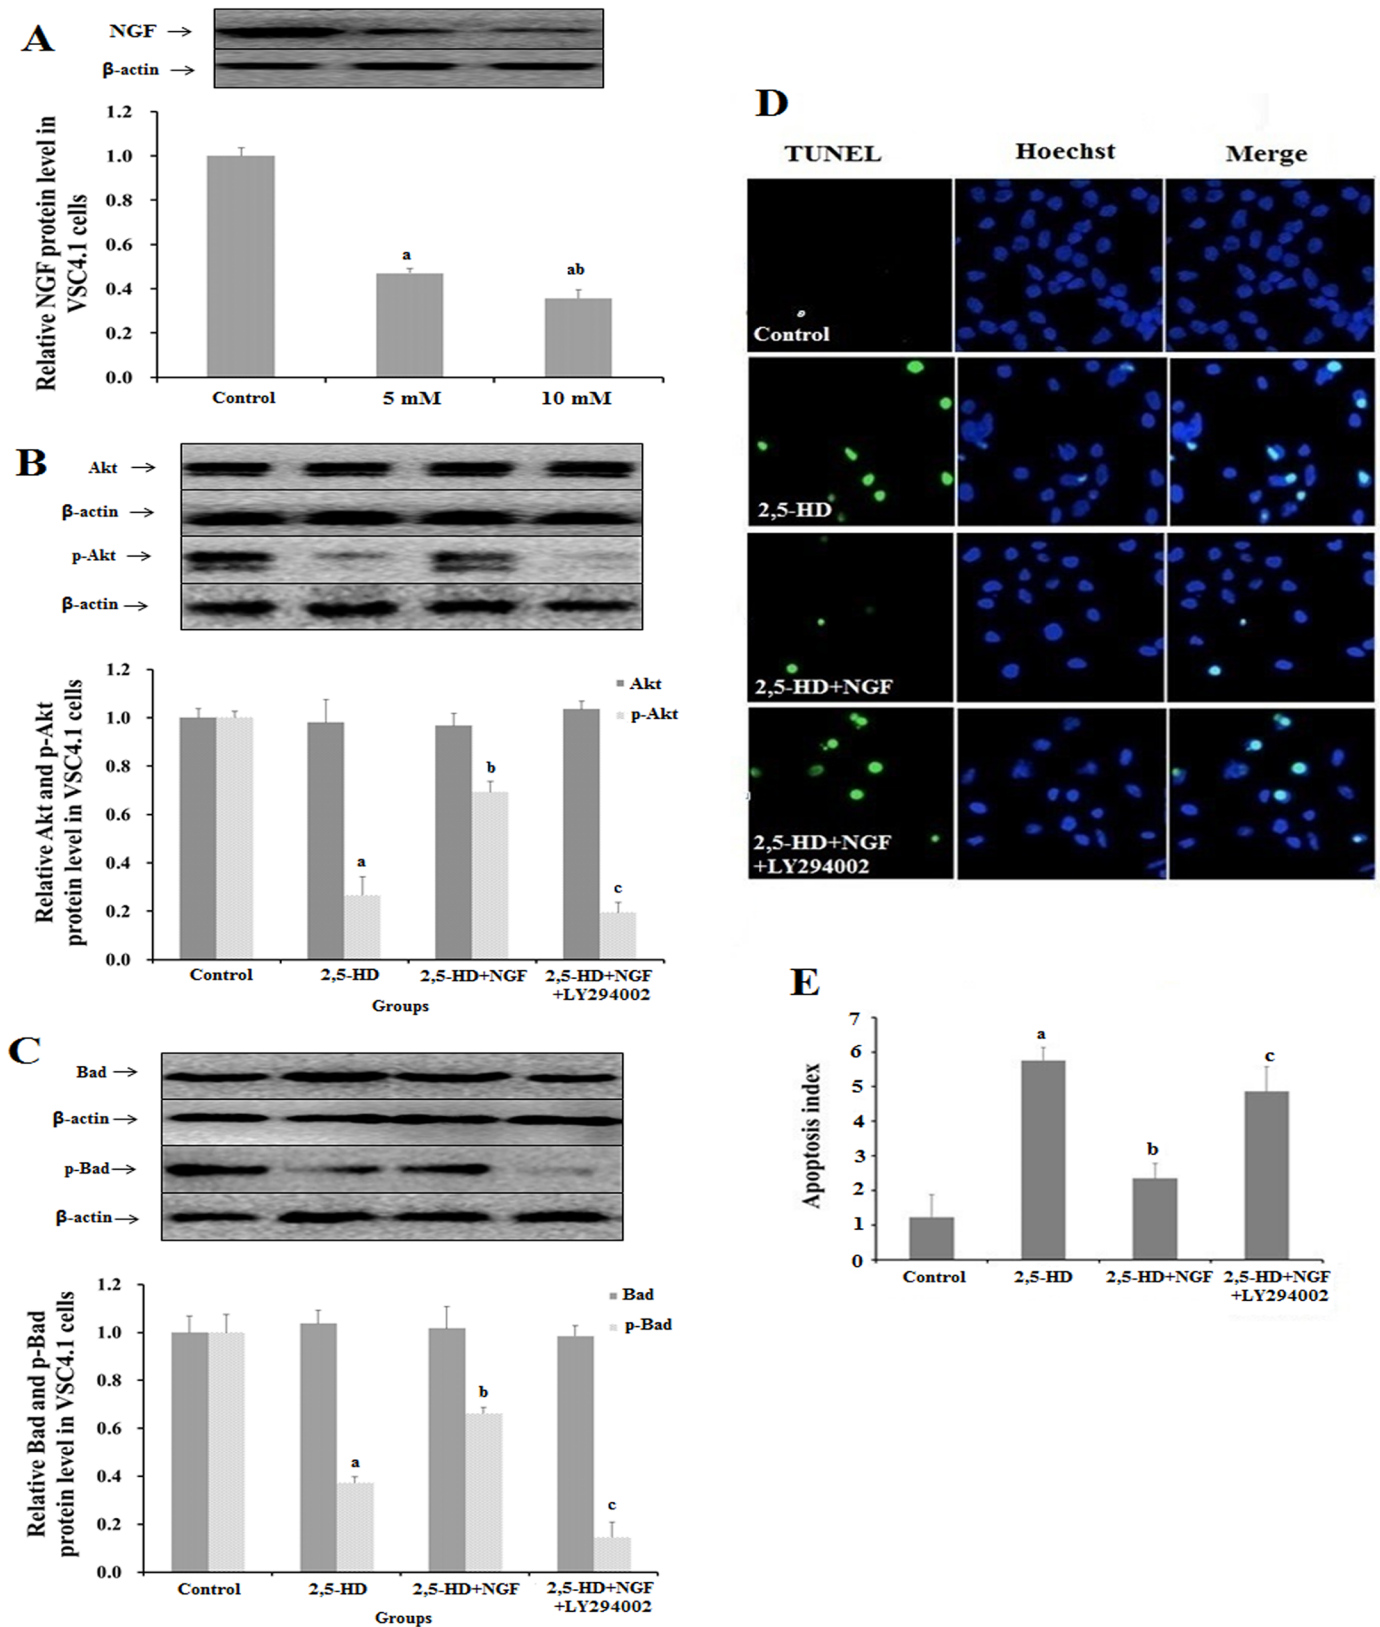 A
NGF →
β-actin →
Relative NGF protein level in
VSC4.1 cells
1.2
1.0
0.8
0.6
0.4
0.2
0.0
a
ab
Control 5 mM 10 mM
B
Akt →
β-actin →
p-Akt →
β-actin →
Relative Akt and p-Akt
protein level in VSC4.1 cells
1.2
1.0
0.8
0.6
0.4
0.2
0.0
Akt
p-Akt
a
b
c
Control 2,5-HD 2,5-HD+NGF 2,5-HD+NGF
+LY294002
Groups
C
Bad →
β-actin →
p-Bad →
β-actin →
Relative Bad and p-Bad
protein level in VSC4.1 cells
1.2
1.0
0.8
0.6
0.4
0.2
0.0
Bad
p-Bad
a
b
c
Control 2,5-HD 2,5-HD+NGF 2,5-HD+NGF
+LY294002
Groups
D
TUNEL Hoechst Merge
Control
2,5-HD
2,5-HD+NGF
2,5-HD+NGF
+LY294002
E
Apoptosis index
7
6
5
4
3
2
1
0
a
b
c
Control 2,5-HD 2,5-HD+NGF 2,5-HD+NGF
+LY294002